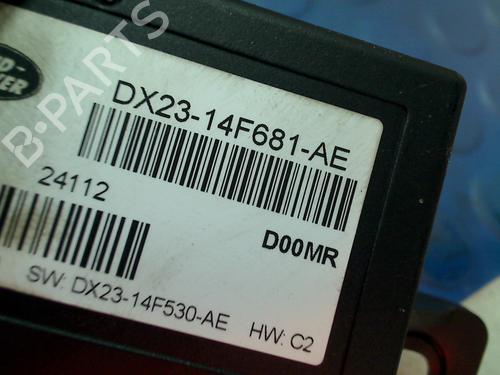 B-PARTS
DX23-14F681-AE
24112
D00MR
SW: DX23-14F530-AE HW: C2